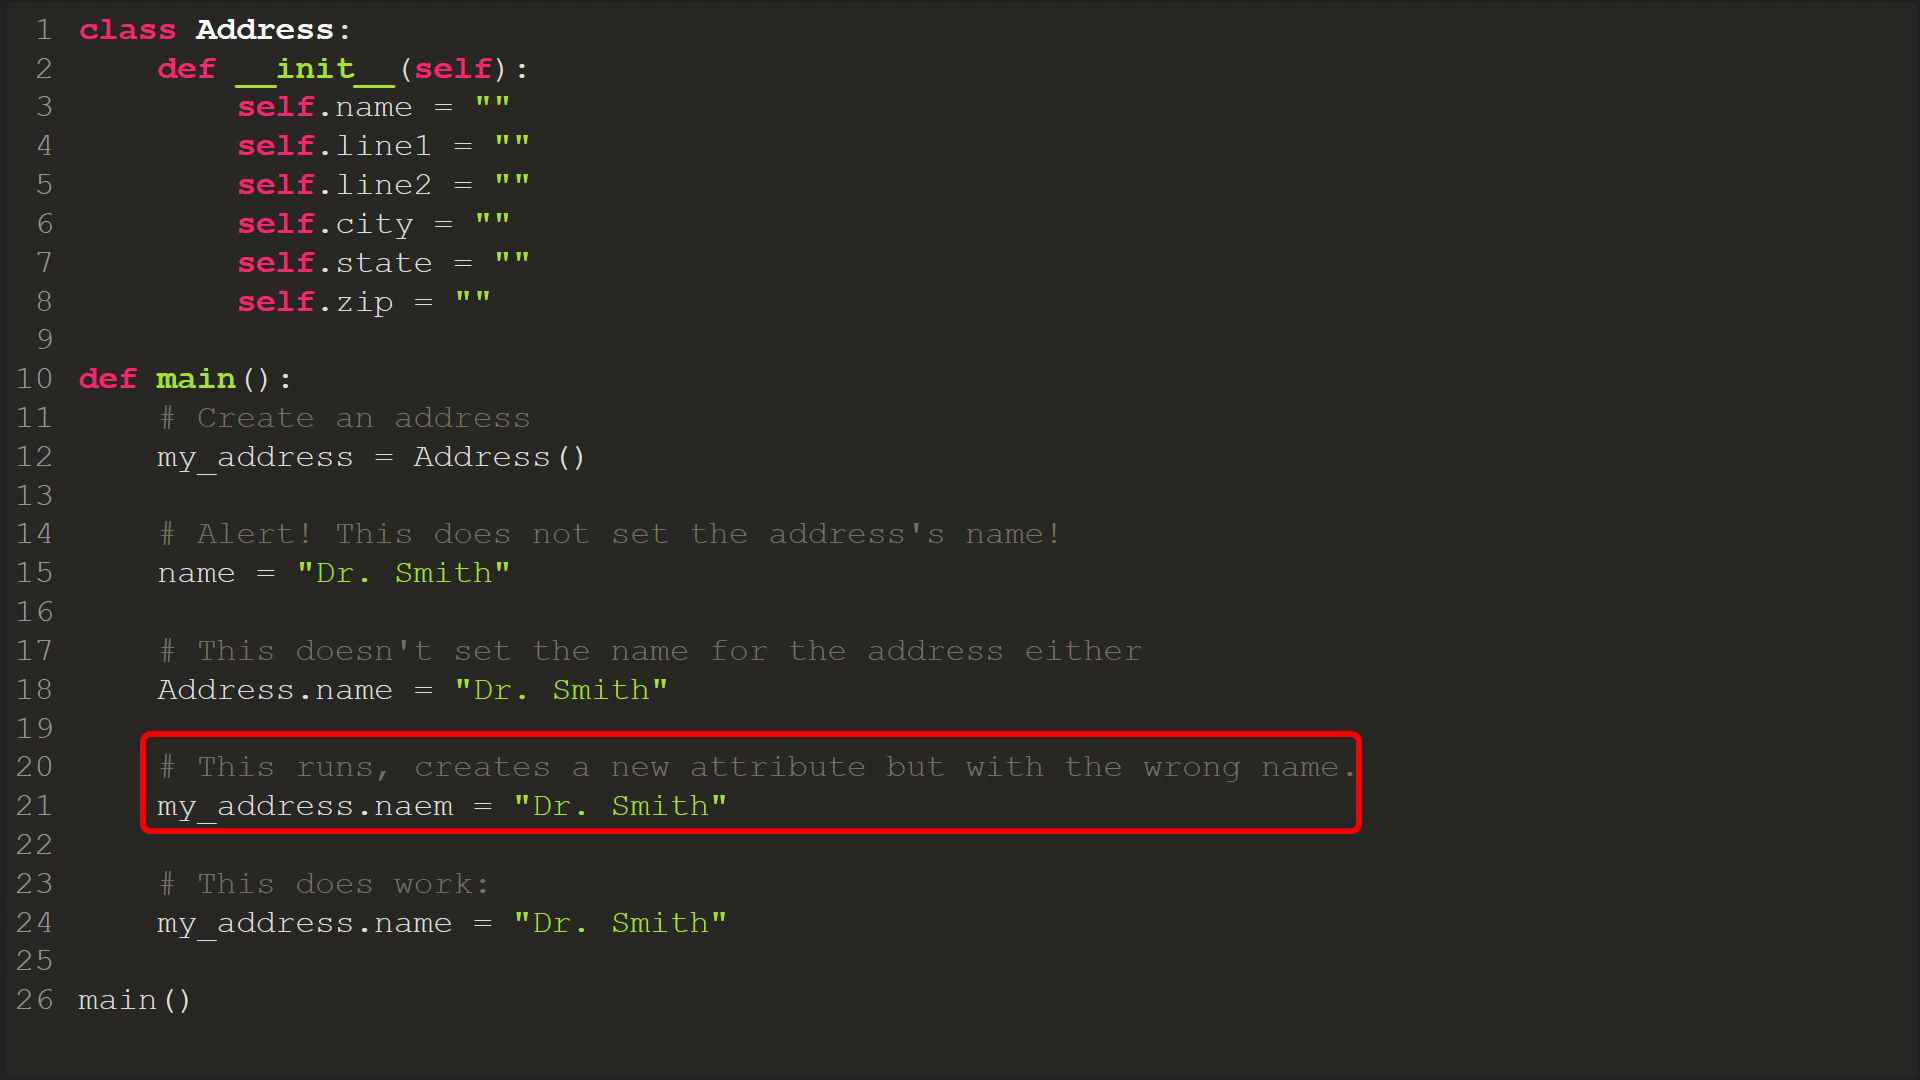 1 class Address:
2     def __init__(self):
3         self.name = ""
4         self.line1 = ""
5         self.line2 = ""
6         self.city = ""
7         self.state = ""
8         self.zip = ""
9
10 def main():
11     # Create an address
12     my_address = Address()
13
14     # Alert! This does not set the address's name!
15     name = "Dr. Smith"
16
17     # This doesn't set the name for the address either
18     Address.name = "Dr. Smith"
19
20     # This runs, creates a new attribute but with the wrong name.
21     my_address.naem = "Dr. Smith"
22
23     # This does work:
24     my_address.name = "Dr. Smith"
25
26 main()